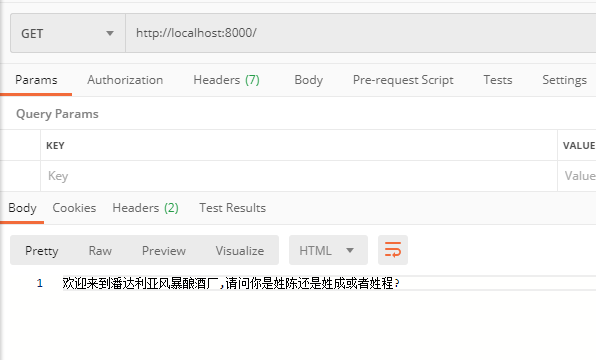 GET http://localhost:8000/
Params Authorization Headers (7) Body Pre-request Script Tests Settings
Query Params
KEY VALUE
Key Value
Body Cookies Headers (2) Test Results
Pretty Raw Preview Visualize HTML
1 欢迎来到潘达利亚风暴酿酒厂,请问你是姓陈还是姓成或者姓程?